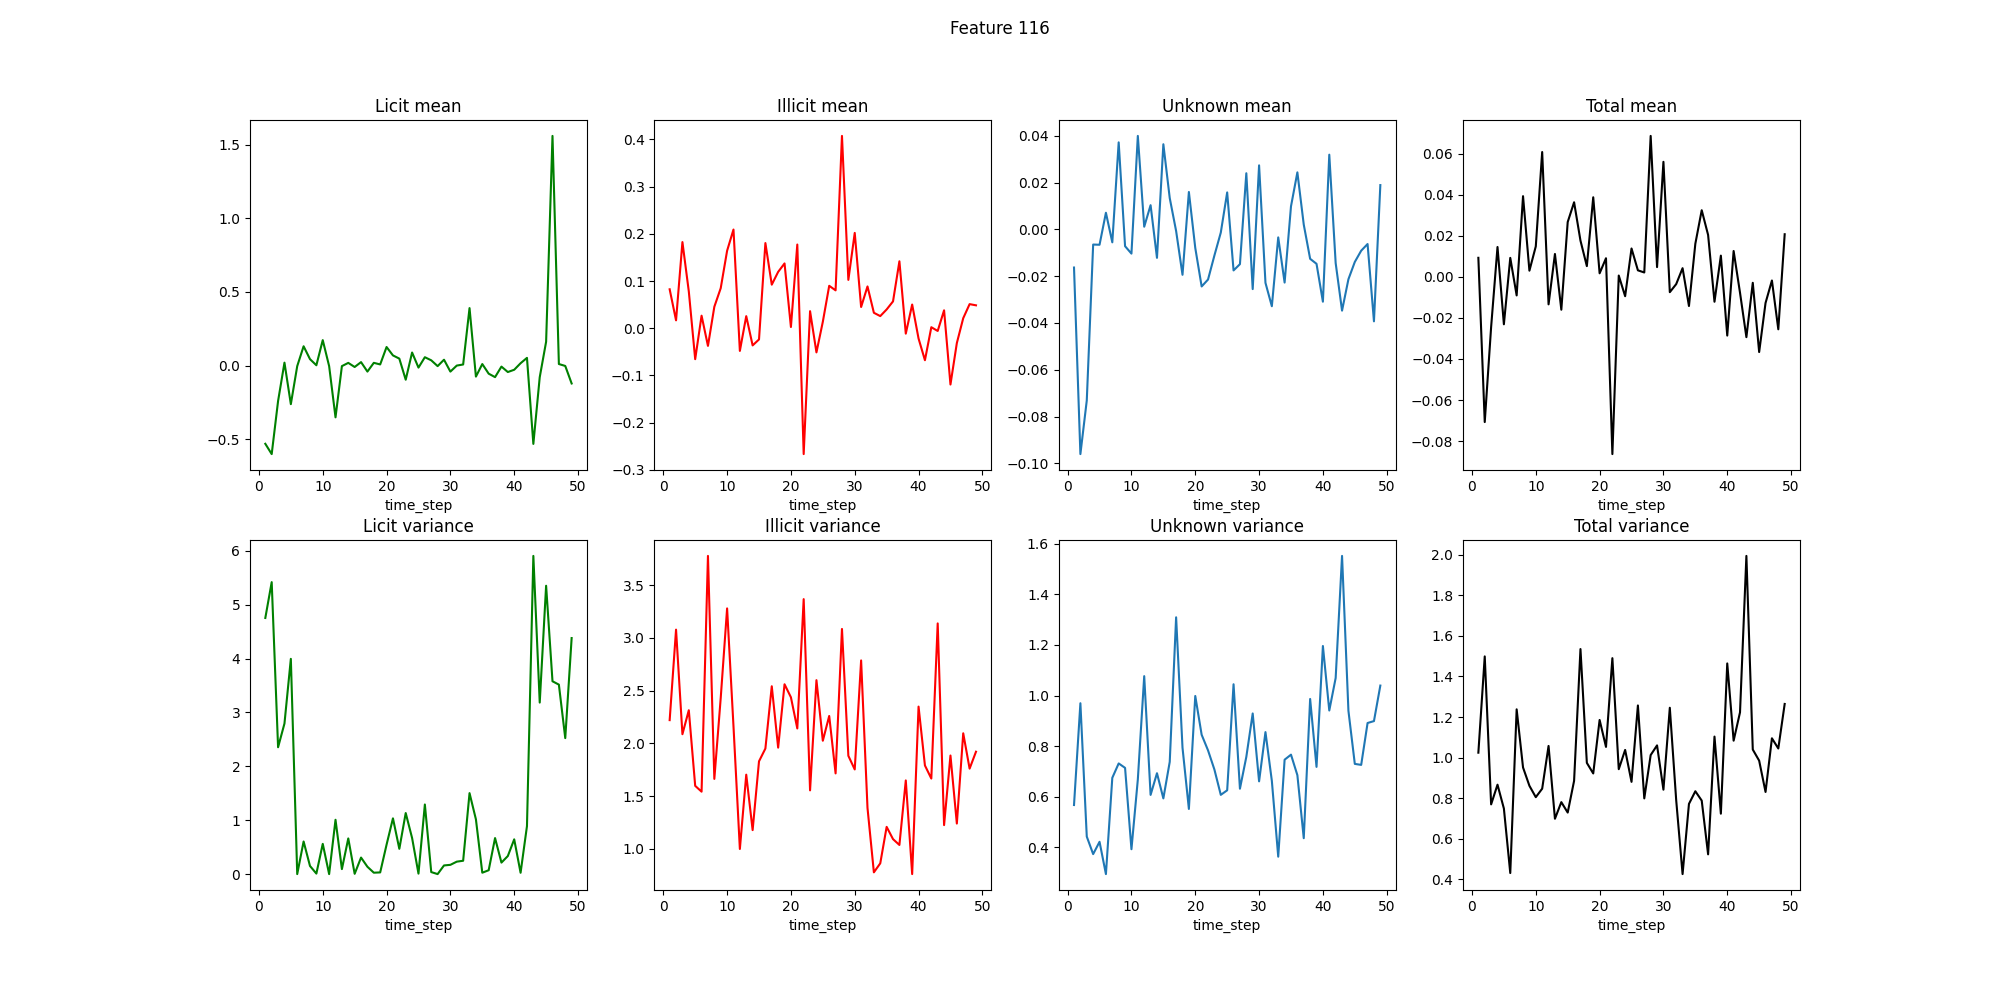 Feature 116
Licit mean
Illicit mean
Unknown mean
Total mean
1.5
1.0
0.5
0.0
−0.5
0 10 20 30 40 50
time_step
0.4
0.3
0.2
0.1
0.0
−0.1
−0.2
−0.3
0 10 20 30 40 50
time_step
0.04
0.02
0.00
−0.02
−0.04
−0.06
−0.08
−0.10
0 10 20 30 40 50
time_step
0.06
0.04
0.02
0.00
−0.02
−0.04
−0.06
−0.08
0 10 20 30 40 50
time_step
Licit variance
Illicit variance
Unknown variance
Total variance
6
5
4
3
2
1
0
0 10 20 30 40 50
time_step
3.5
3.0
2.5
2.0
1.5
1.0
0 10 20 30 40 50
time_step
1.6
1.4
1.2
1.0
0.8
0.6
0.4
0 10 20 30 40 50
time_step
2.0
1.8
1.6
1.4
1.2
1.0
0.8
0.6
0.4
0 10 20 30 40 50
time_step